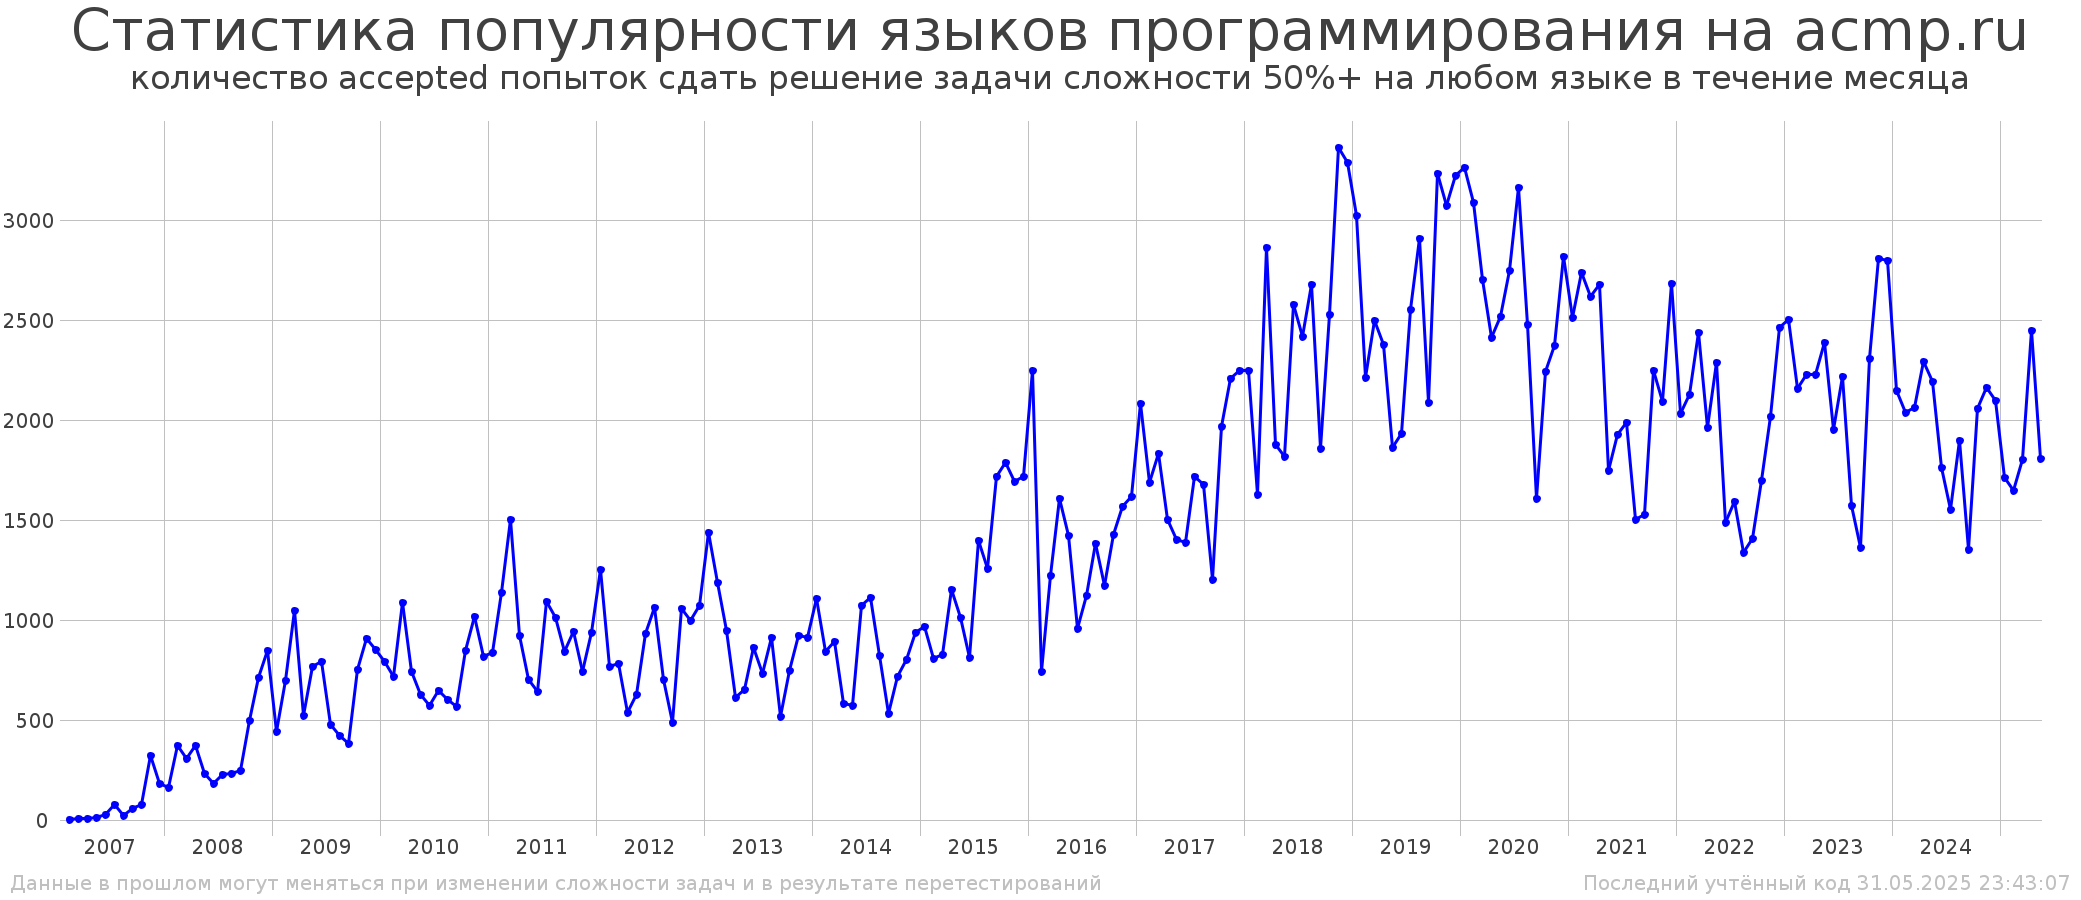 Статистика популярности языков программирования на acmp.ru
количество accepted попыток сдать решение задачи сложности 50%+ на любом языке в течение месяца
3000
2500
2000
1500
1000
500
0
2007 2008 2009 2010 2011 2012 2013 2014 2015 2016 2017 2018 2019 2020 2021 2022 2023 2024
Данные в прошлом могут меняться при изменении сложности задач и в результате перетестирований
Последний учтённый код 31.05.2025 23:43:07